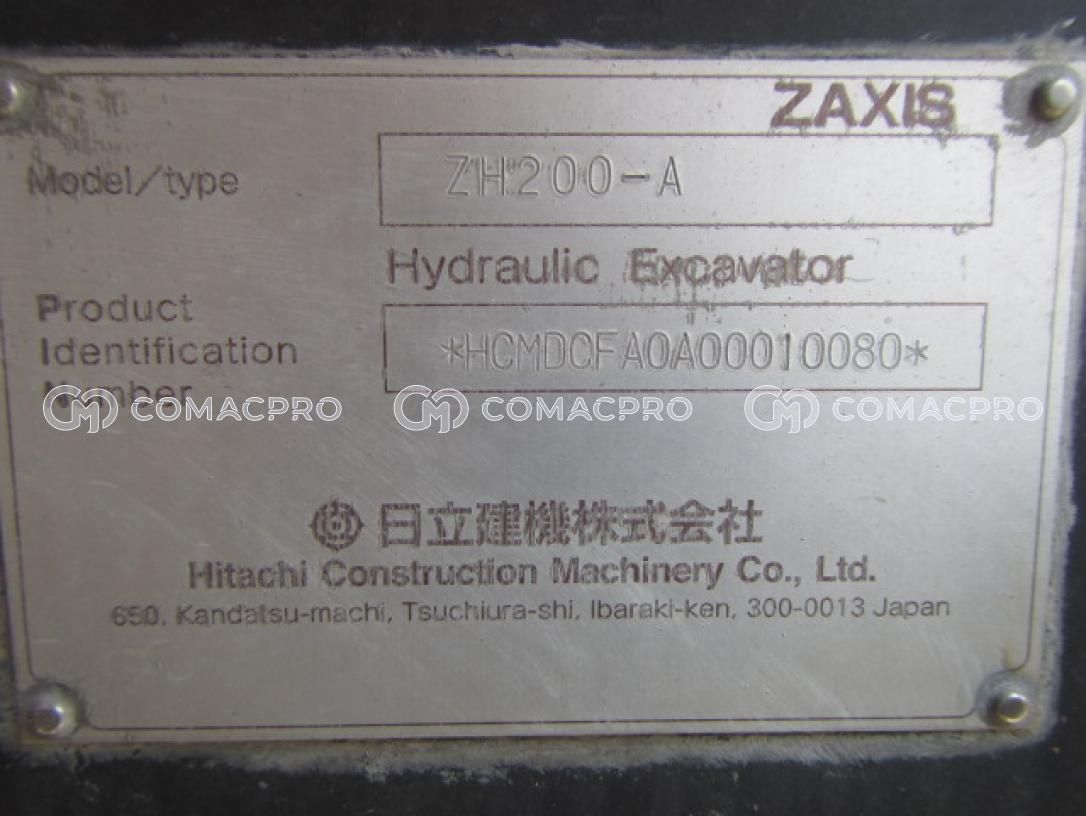 ZAXIS
Model/type
ZH200-A
Hydraulic Excavator
Product
Identification
Number
*HCMDCFA0A00010080*
COMACPRO COMACPRO COMACPRO
日立建機株式会社
Hitachi Construction Machinery Co., Ltd.
650, Kandatsu-machi, Tsuchiura-shi, Ibaraki-ken, 300-0013 Japan